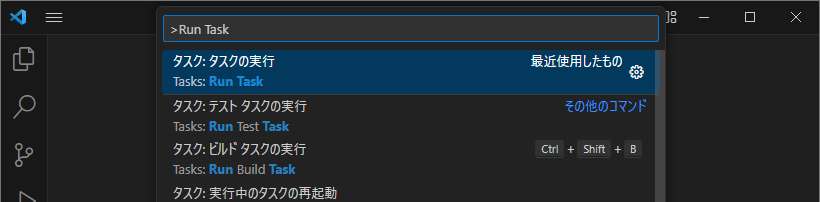 >Run Task
タスク: タスクの実行 最近使用したもの
Tasks: Run Task
タスク: テスト タスクの実行 その他のコマンド
Tasks: Run Test Task
タスク: ビルド タスクの実行 Ctrl + Shift + B
Tasks: Run Build Task
タスク: 実行中のタスクの再起動